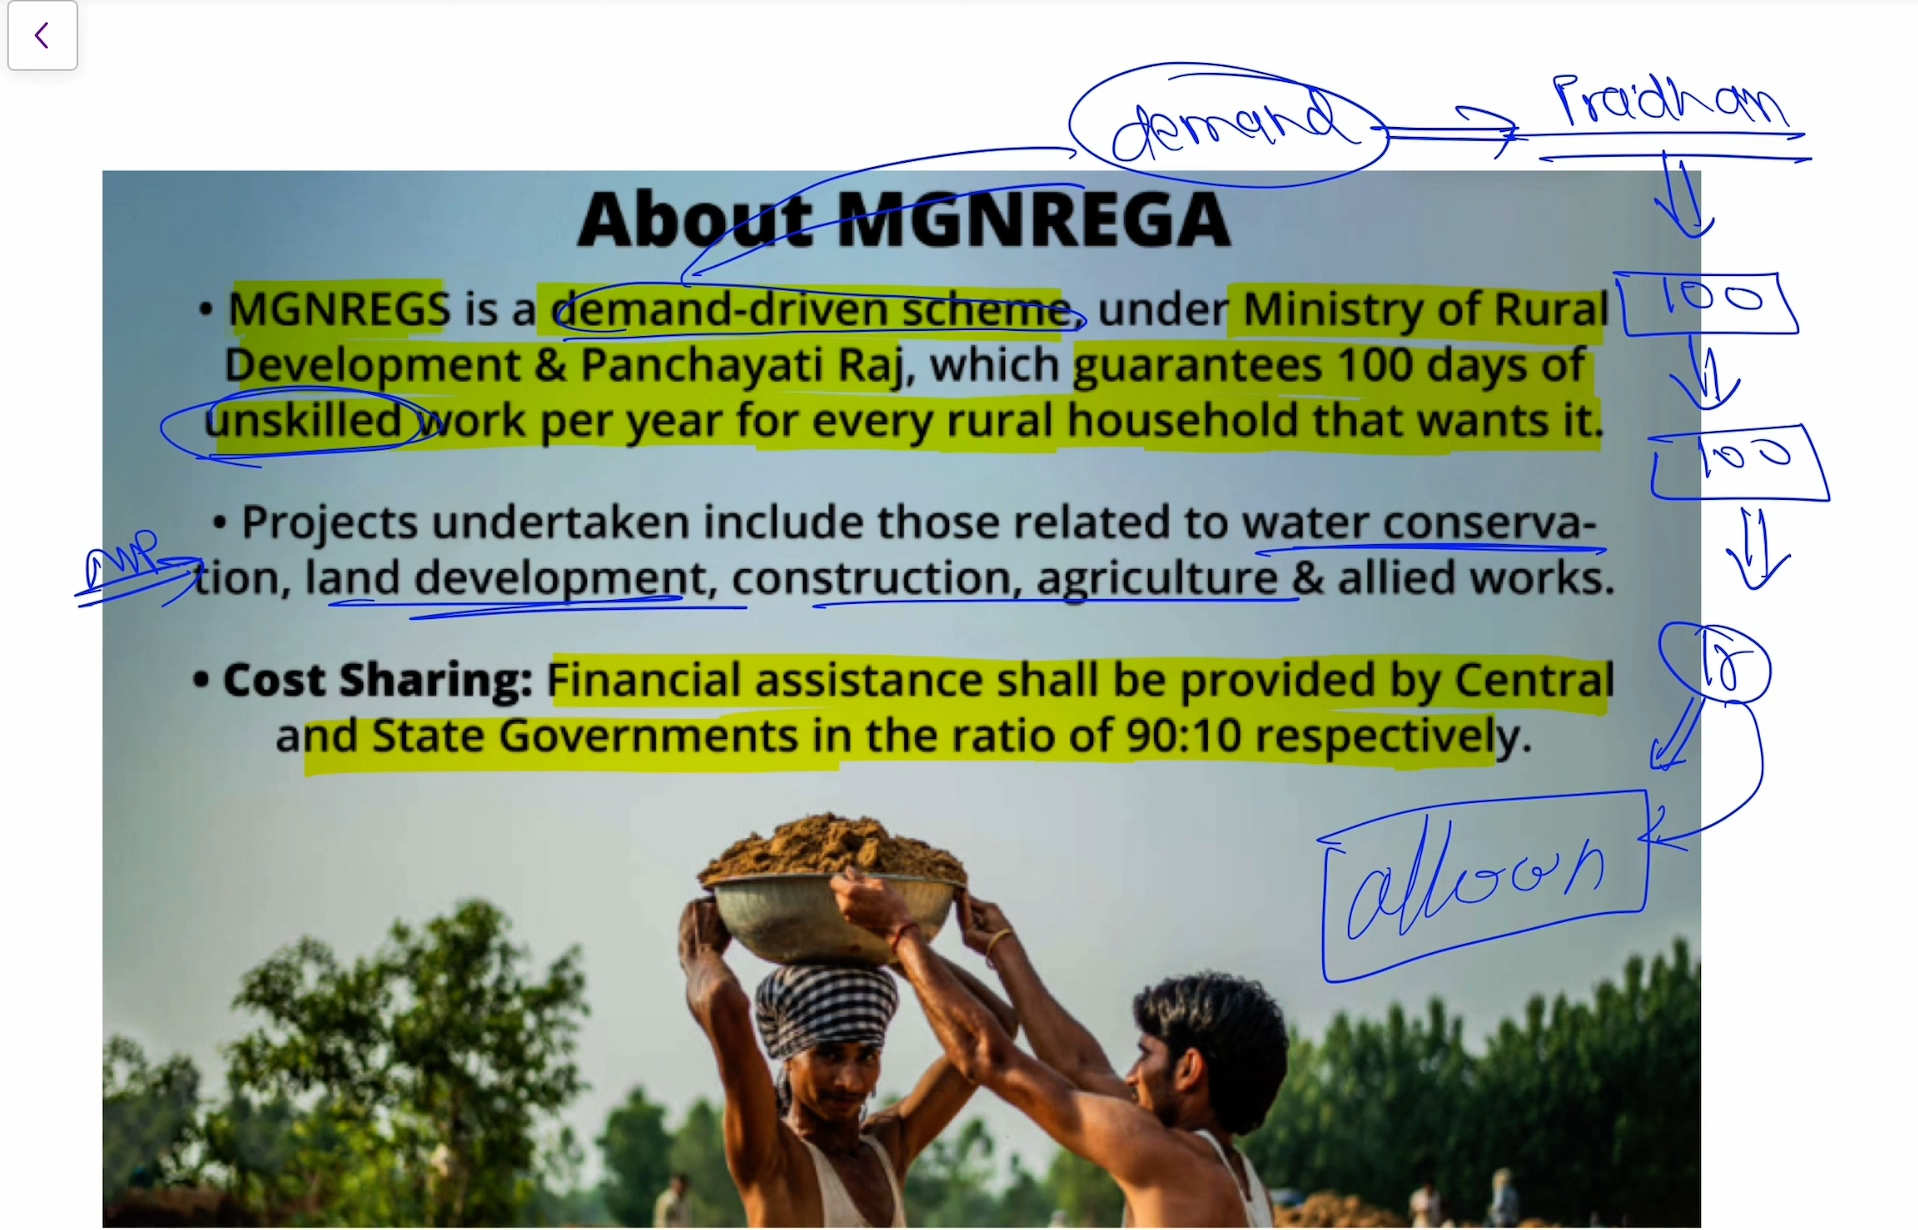 demand
Pradhan
About MGNREGA
• MGNREGS is a demand-driven scheme, under Ministry of Rural
Development & Panchayati Raj, which guarantees 100 days of
unskilled work per year for every rural household that wants it.
100
100
• Projects undertaken include those related to water conserva-
tion, land development, construction, agriculture & allied works.
• Cost Sharing: Financial assistance shall be provided by Central
and State Governments in the ratio of 90:10 respectively.